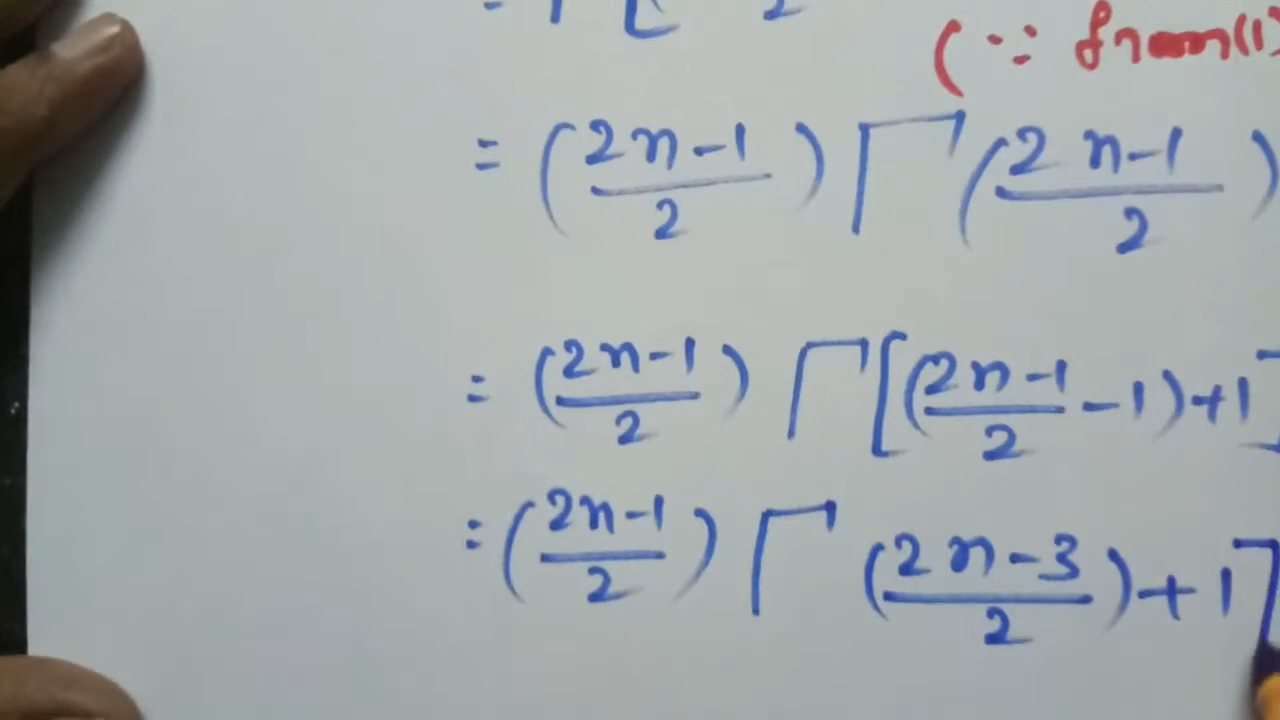 (∵ from(1)
= (2n-1/2) Γ(2n-1/2)
= (2n-1/2) Γ[(2n-1/2 -1)+1]
= (2n-1/2) Γ (2n-3/2)+1]